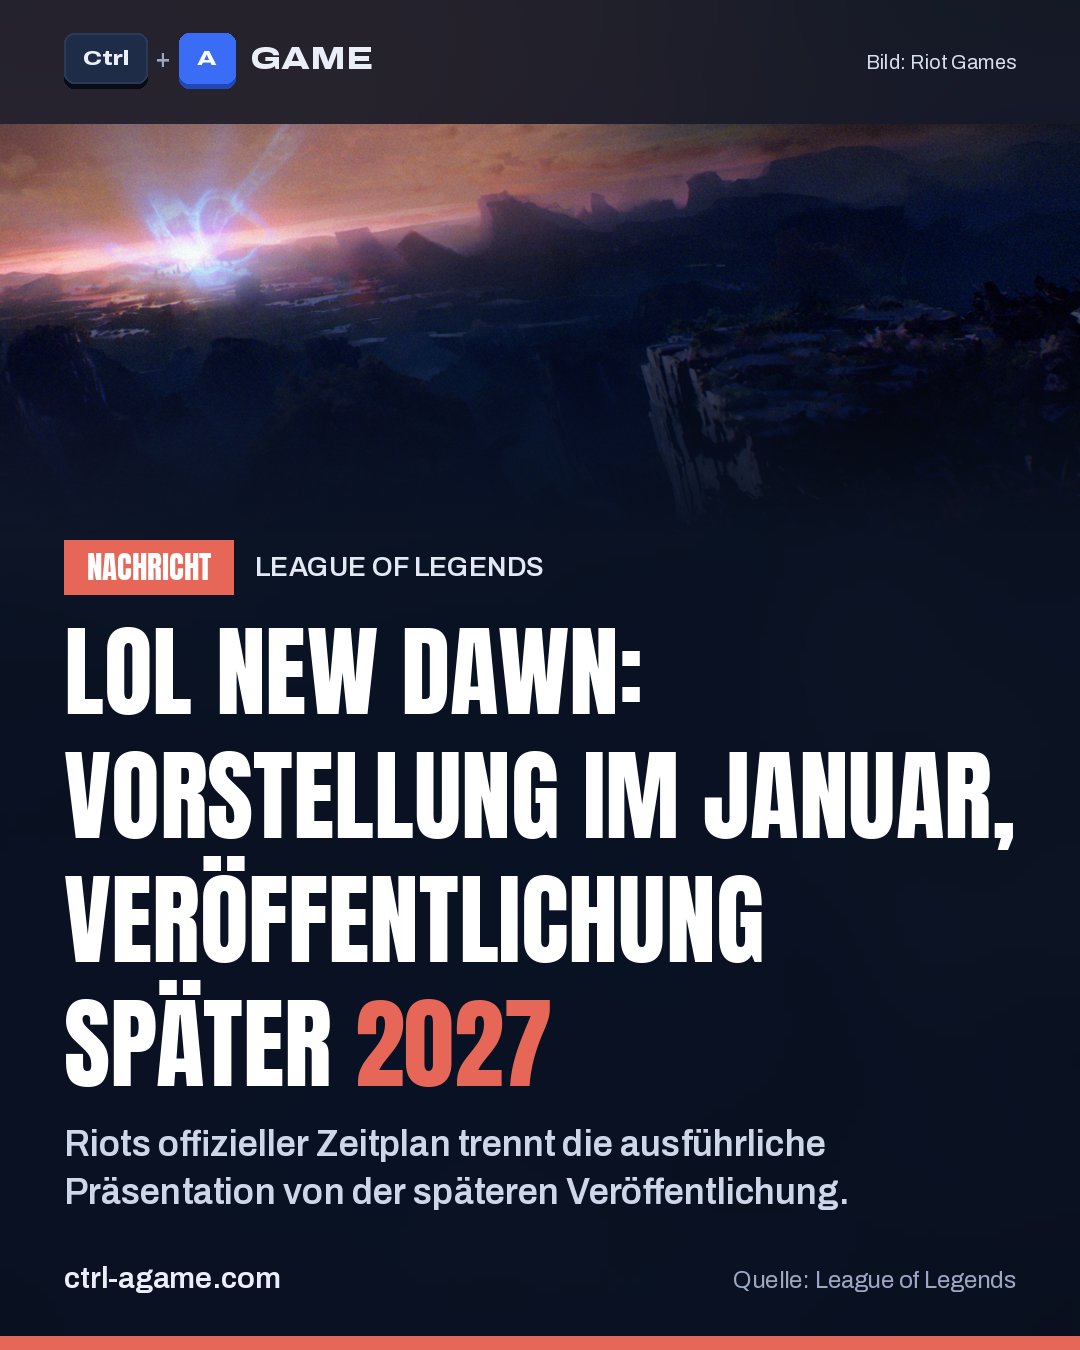 Ctrl + A GAME
Bild: Riot Games
NACHRICHT LEAGUE OF LEGENDS
LOL NEW DAWN:
VORSTELLUNG IM JANUAR,
VERÖFFENTLICHUNG
SPÄTER 2027
Riots offizieller Zeitplan trennt die ausführliche
Präsentation von der späteren Veröffentlichung.
ctrl-agame.com
Quelle: League of Legends